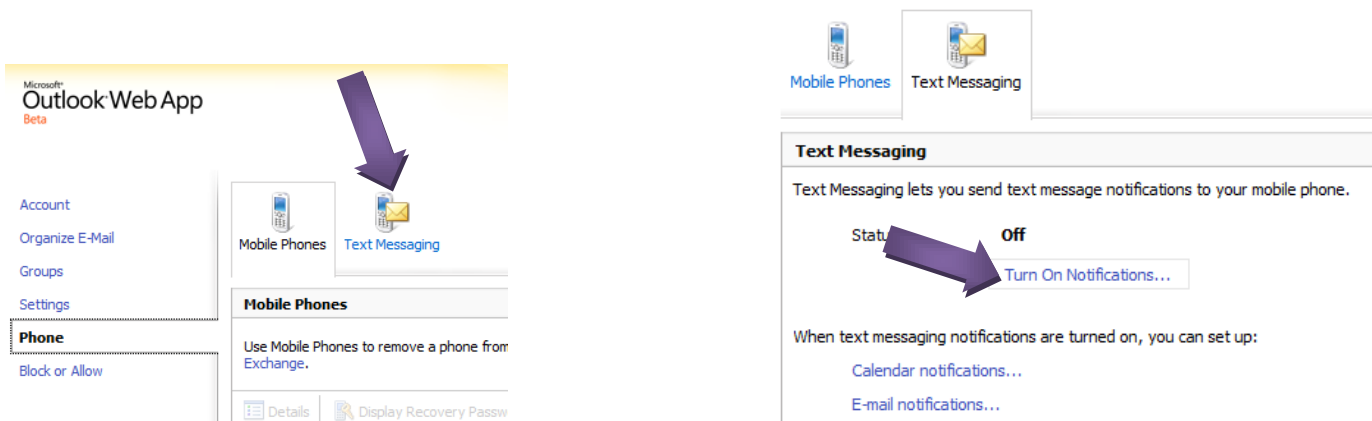 Microsoft
Outlook Web App
Beta
Account
Organize E-Mail
Groups
Settings
Phone
Block or Allow
Mobile Phones Text Messaging
Mobile Phones
Use Mobile Phones to remove a phone from
Exchange.
Details Display Recovery Passw
Mobile Phones Text Messaging
Text Messaging
Text Messaging lets you send text message notifications to your mobile phone.
Statu Off
Turn On Notifications...
When text messaging notifications are turned on, you can set up:
Calendar notifications...
E-mail notifications...